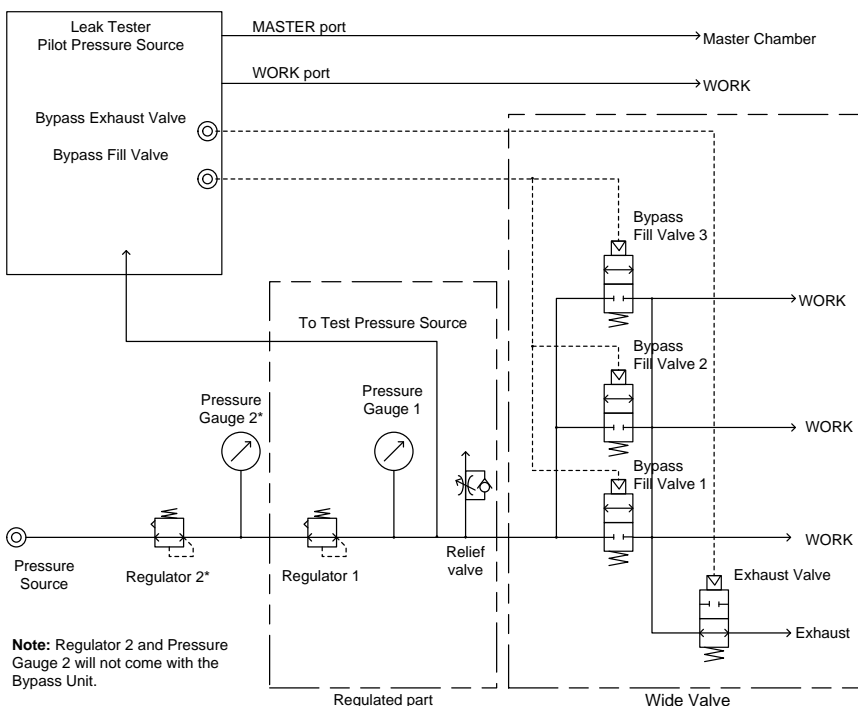 Leak Tester
Pilot Pressure Source
MASTER port
Master Chamber
WORK port
WORK
Bypass Exhaust Valve
Bypass Fill Valve
Bypass
Fill Valve 3
WORK
To Test Pressure Source
Bypass
Fill Valve 2
Pressure
Gauge 2*
Pressure
Gauge 1
WORK
Bypass
Fill Valve 1
WORK
Pressure
Source
Regulator 2*
Regulator 1
Relief
valve
Exhaust Valve
Exhaust
Note: Regulator 2 and Pressure
Gauge 2 will not come with the
Bypass Unit.
Regulated part
Wide Valve